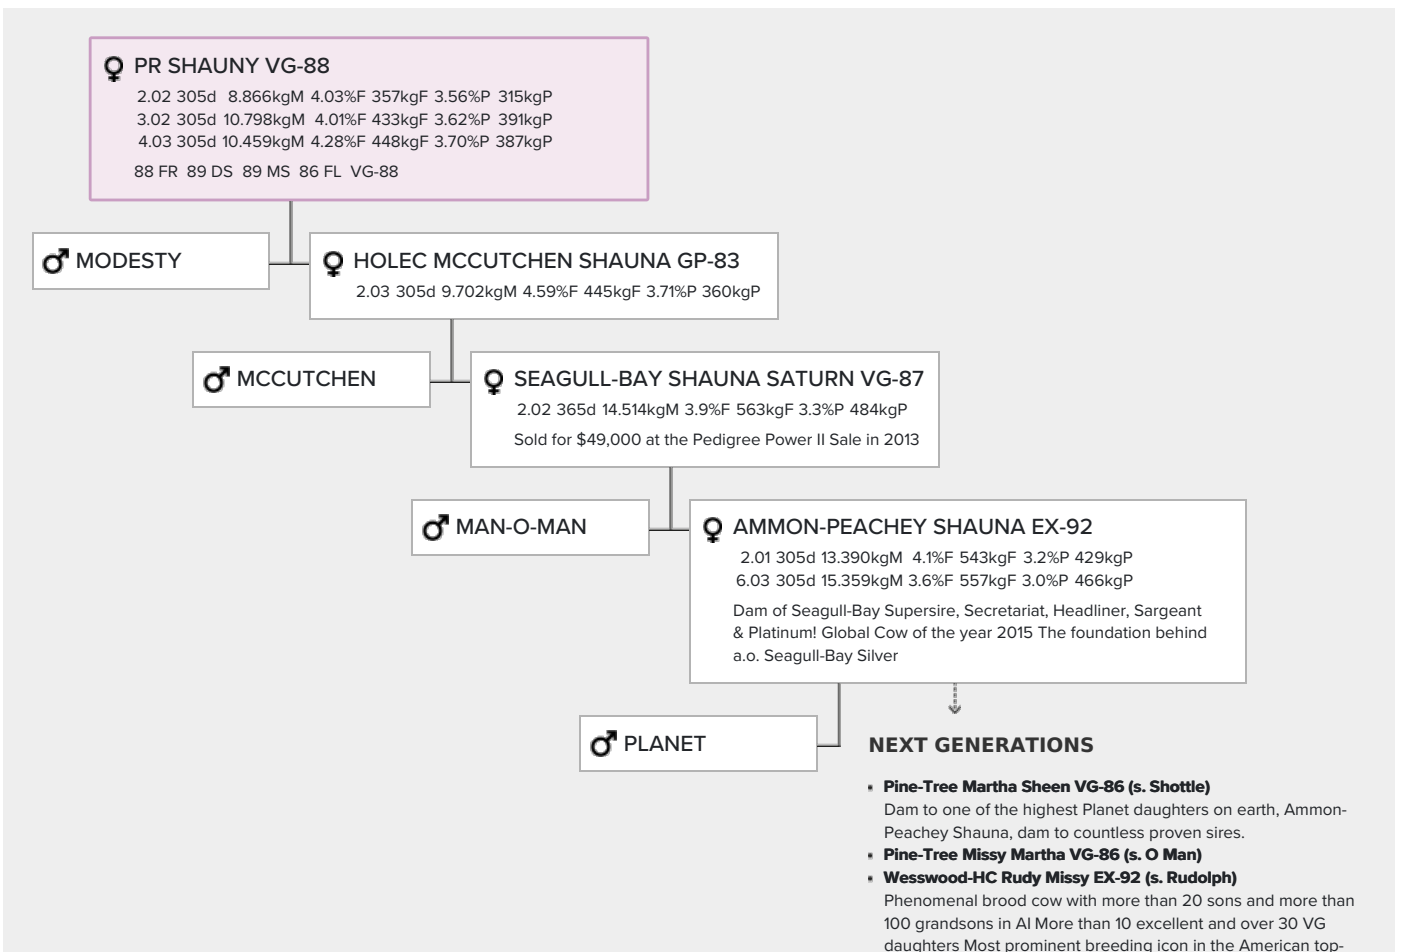 PR SHAUNY VG-88
2.02 305d 8.866kgM 4.03%F 357kgF 3.56%P 315kgP
3.02 305d 10.798kgM 4.01%F 433kgF 3.62%P 391kgP
4.03 305d 10.459kgM 4.28%F 448kgF 3.70%P 387kgP
88 FR 89 DS 89 MS 86 FL VG-88
MODESTY
HOLEC MCCUTCHEN SHAUNA GP-83
2.03 305d 9.702kgM 4.59%F 445kgF 3.71%P 360kgP
MCCUTCHEN
SEAGULL-BAY SHAUNA SATURN VG-87
2.02 365d 14.514kgM 3.9%F 563kgF 3.3%P 484kgP
Sold for $49,000 at the Pedigree Power II Sale in 2013
MAN-O-MAN
AMMON-PEACHEY SHAUNA EX-92
2.01 305d 13.390kgM 4.1%F 543kgF 3.2%P 429kgP
6.03 305d 15.359kgM 3.6%F 557kgF 3.0%P 466kgP
Dam of Seagull-Bay Supersire, Secretariat, Headliner, Sargeant
& Platinum! Global Cow of the year 2015 The foundation behind
a.o. Seagull-Bay Silver
PLANET
NEXT GENERATIONS
▪ Pine-Tree Martha Sheen VG-86 (s. Shottle)
Dam to one of the highest Planet daughters on earth, Ammon-
Peachey Shauna, dam to countless proven sires.
▪ Pine-Tree Missy Martha VG-86 (s. O Man)
▪ Wesswood-HC Rudy Missy EX-92 (s. Rudolph)
Phenomenal brood cow with more than 20 sons and more than
100 grandsons in AI More than 10 excellent and over 30 VG
daughters Most prominent breeding icon in the American top-